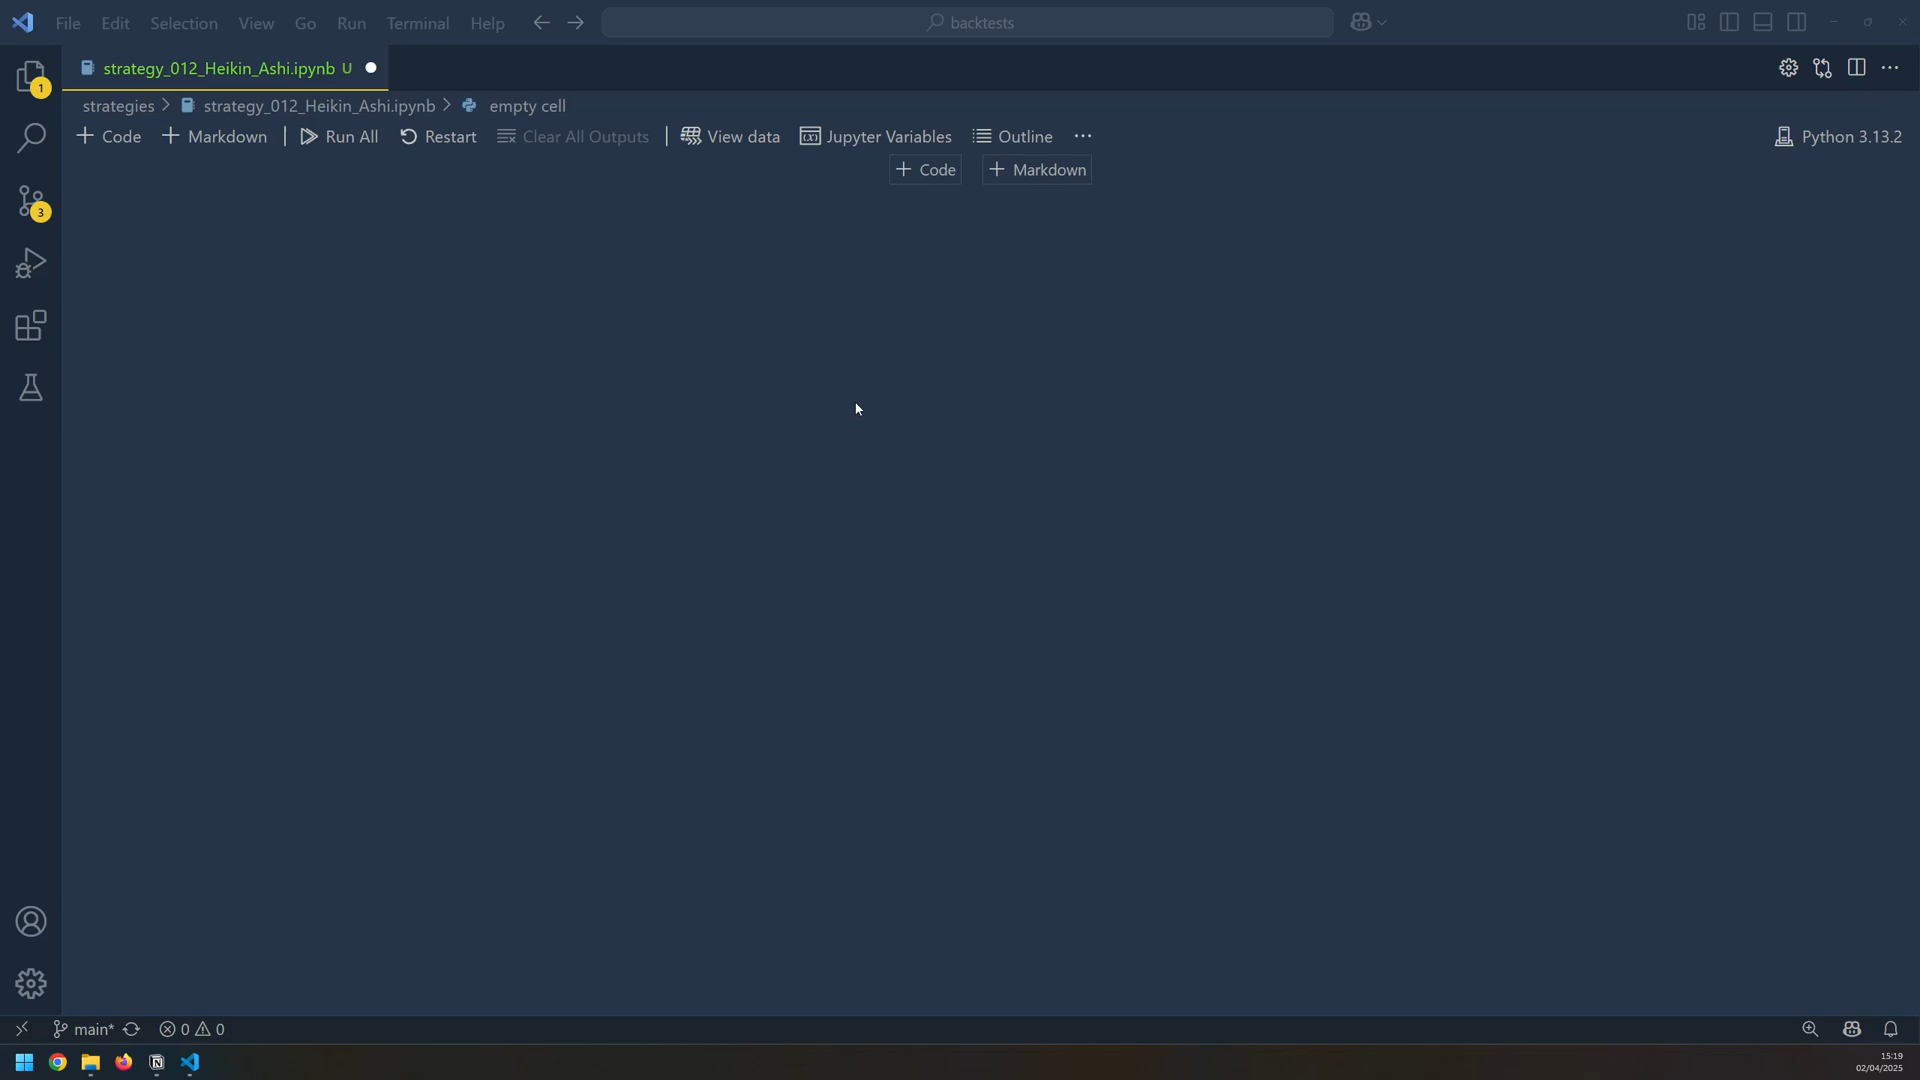 File Edit Selection View Go Run Terminal Help backtests
strategy_012_Heikin_Ashi.ipynb U
1
strategies strategy_012_Heikin_Ashi.ipynb empty cell
Code Markdown Run All Restart Clear All Outputs View data Jupyter Variables Outline Python 3.13.2
Code Markdown
3
main* 0 0
15:19
02/04/2025